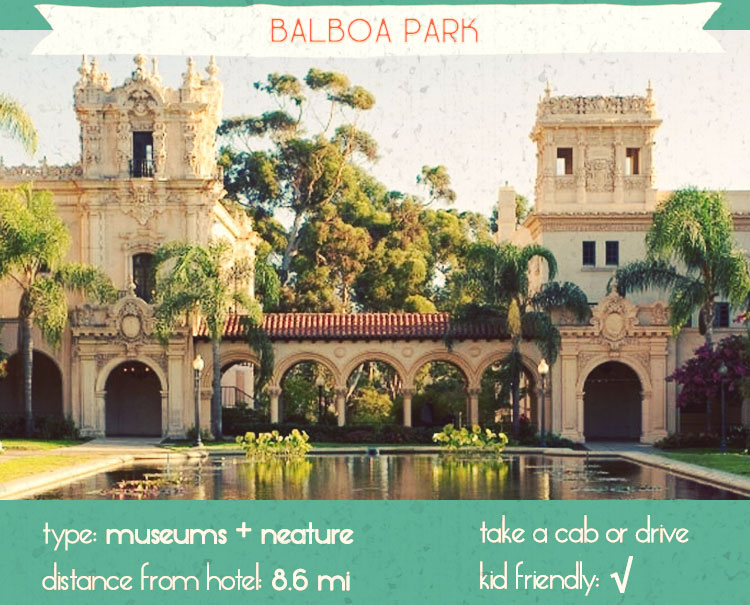 BALBOA PARK
type: museums + neature
distance from hotel: 8.6 mi
take a cab or drive
kid friendly: √